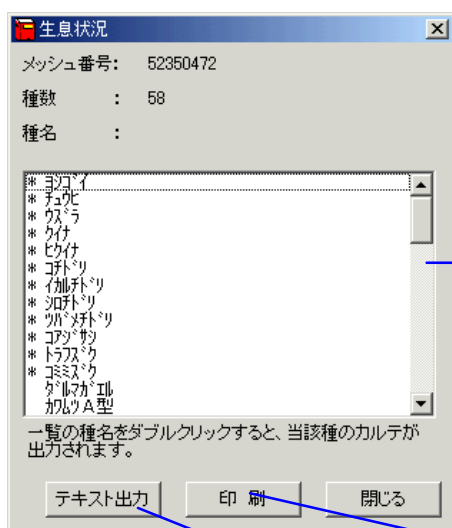 生息状況
メッシュ番号: 52350472
種数 : 58
種名 :
* ﾖｼｺﾞｲ
* ﾁｭｳﾋ
* ｳｽﾞﾗ
* ｸｲﾅ
* ﾋｸｲﾅ
* ｺﾁﾄﾞﾘ
* ｲｶﾙﾁﾄﾞﾘ
* ｼﾛﾁﾄﾞﾘ
* ﾂﾊﾞﾒﾁﾄﾞﾘ
* ｺｱｼﾞｻｼ
* ﾄﾗﾌｽﾞｸ
* ｺﾐﾐｽﾞｸ
ﾀﾞﾙﾏｶﾞｴﾙ
ｶﾜﾑﾂＡ型
一覧の種名をダブルクリックすると、当該種のカルテが
出力されます。
テキスト出力 印 刷 閉じる